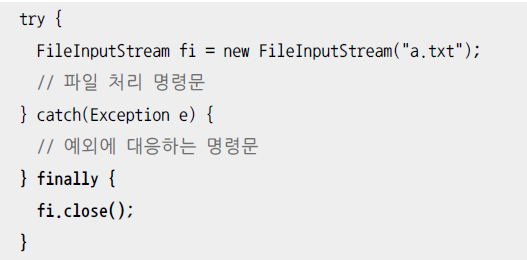 try {
FileInputStream fi = new FileInputStream("a.txt");
// 파일 처리 명령문
} catch(Exception e) {
// 예외에 대응하는 명령문
} finally {
fi.close();
}